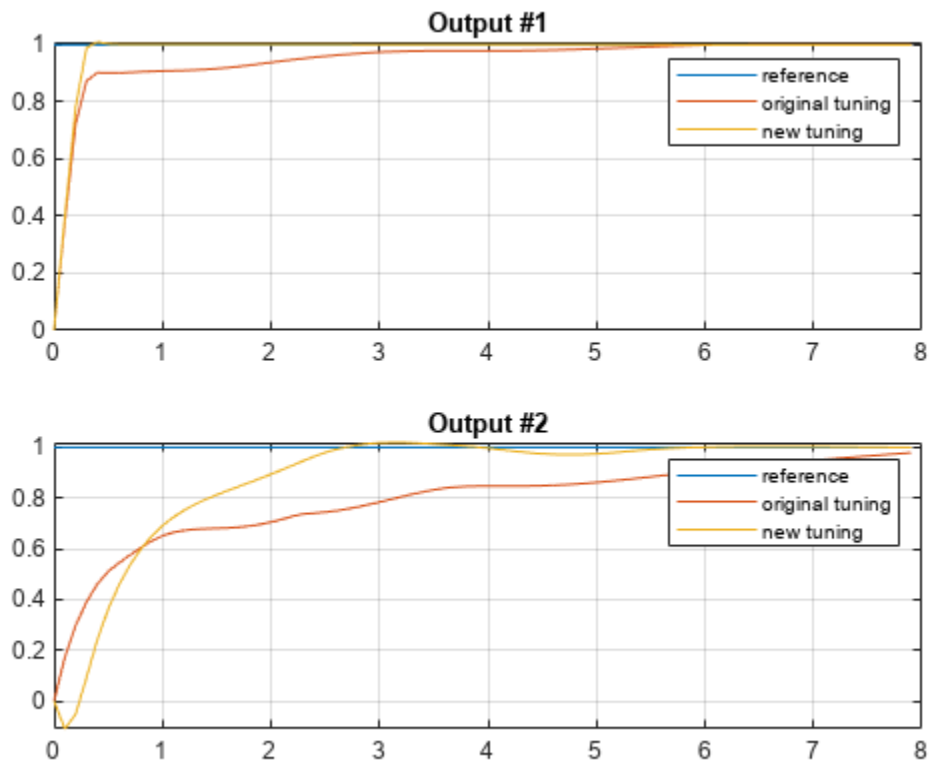 Output #1
1
0.8
0.6
0.4
0.2
0
reference
original tuning
new tuning
0 1 2 3 4 5 6 7 8
Output #2
1
0.8
0.6
0.4
0.2
0
reference
original tuning
new tuning
0 1 2 3 4 5 6 7 8